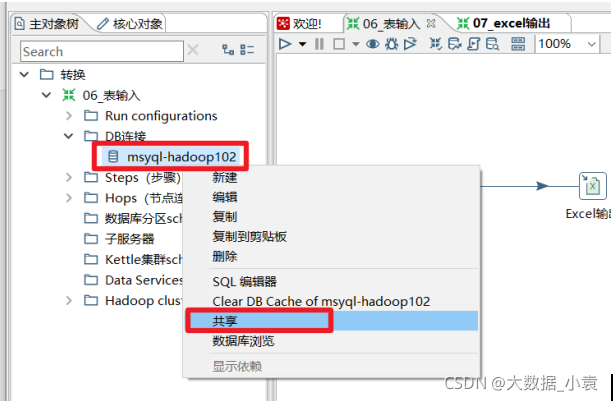 主对象树 核心对象
欢迎! 06_表输入 07_excel输出
Search
100%
转换
06_表输入
Run configurations
DB连接
msyql-hadoop102
Steps（步骤）
Hops（节点连
数据库分区sch
子服务器
Kettle集群sch
Data Services
Hadoop clus
新建
编辑
复制
复制到剪贴板
删除
SQL 编辑器
Clear DB Cache of msyql-hadoop102
共享
数据库浏览
显示依赖
Excel输出
CSDN @大数据_小袁